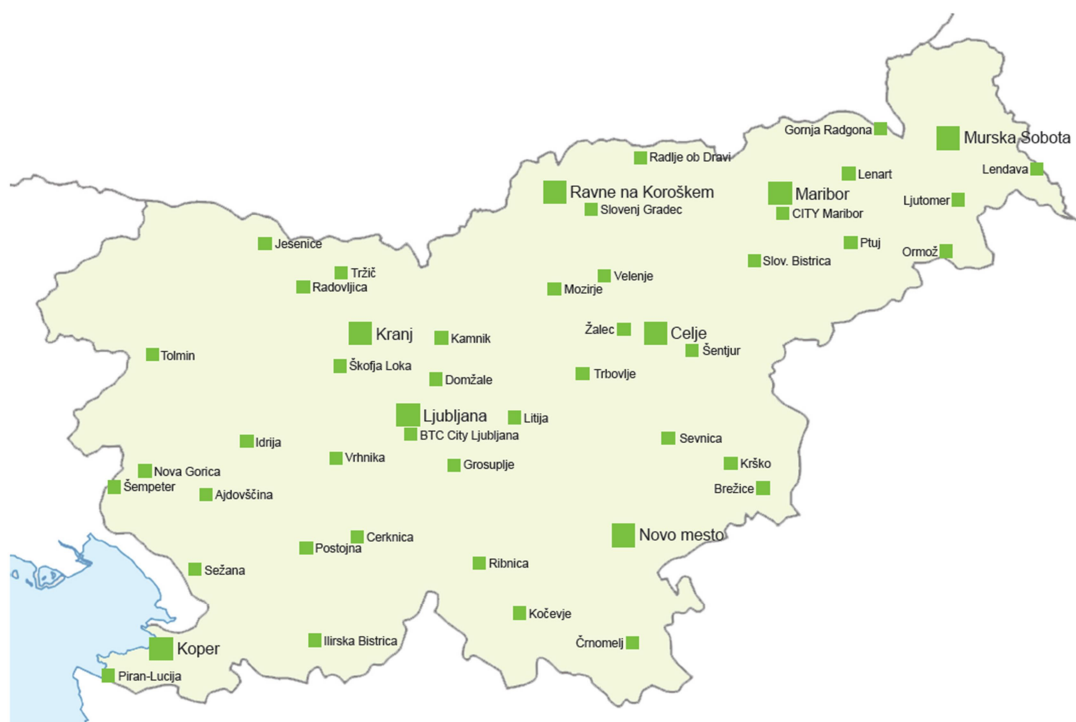 Gornja Radgona
Murska Sobota
Radlje ob Dravi
Lendava
Lenart
Ravne na Koroškem
Maribor
Ljutomer
Slovenj Gradec
CITY Maribor
Jesenice
Ptuj
Ormož
Slov. Bistrica
Tržič
Velenje
Radovljica
Mozirje
Žalec
Celje
Kranj
Kamnik
Šentjur
Tolmin
Škofja Loka
Trbovlje
Domžale
Ljubljana
Litija
BTC City Ljubljana
Sevnica
Idrija
Vrhnika
Krško
Grosuplje
Nova Gorica
Šempeter
Brežice
Ajdovščina
Novo mesto
Cerknica
Postojna
Ribnica
Sežana
Kočevje
Ilirska Bistrica
Črnomelj
Koper
Piran-Lucija